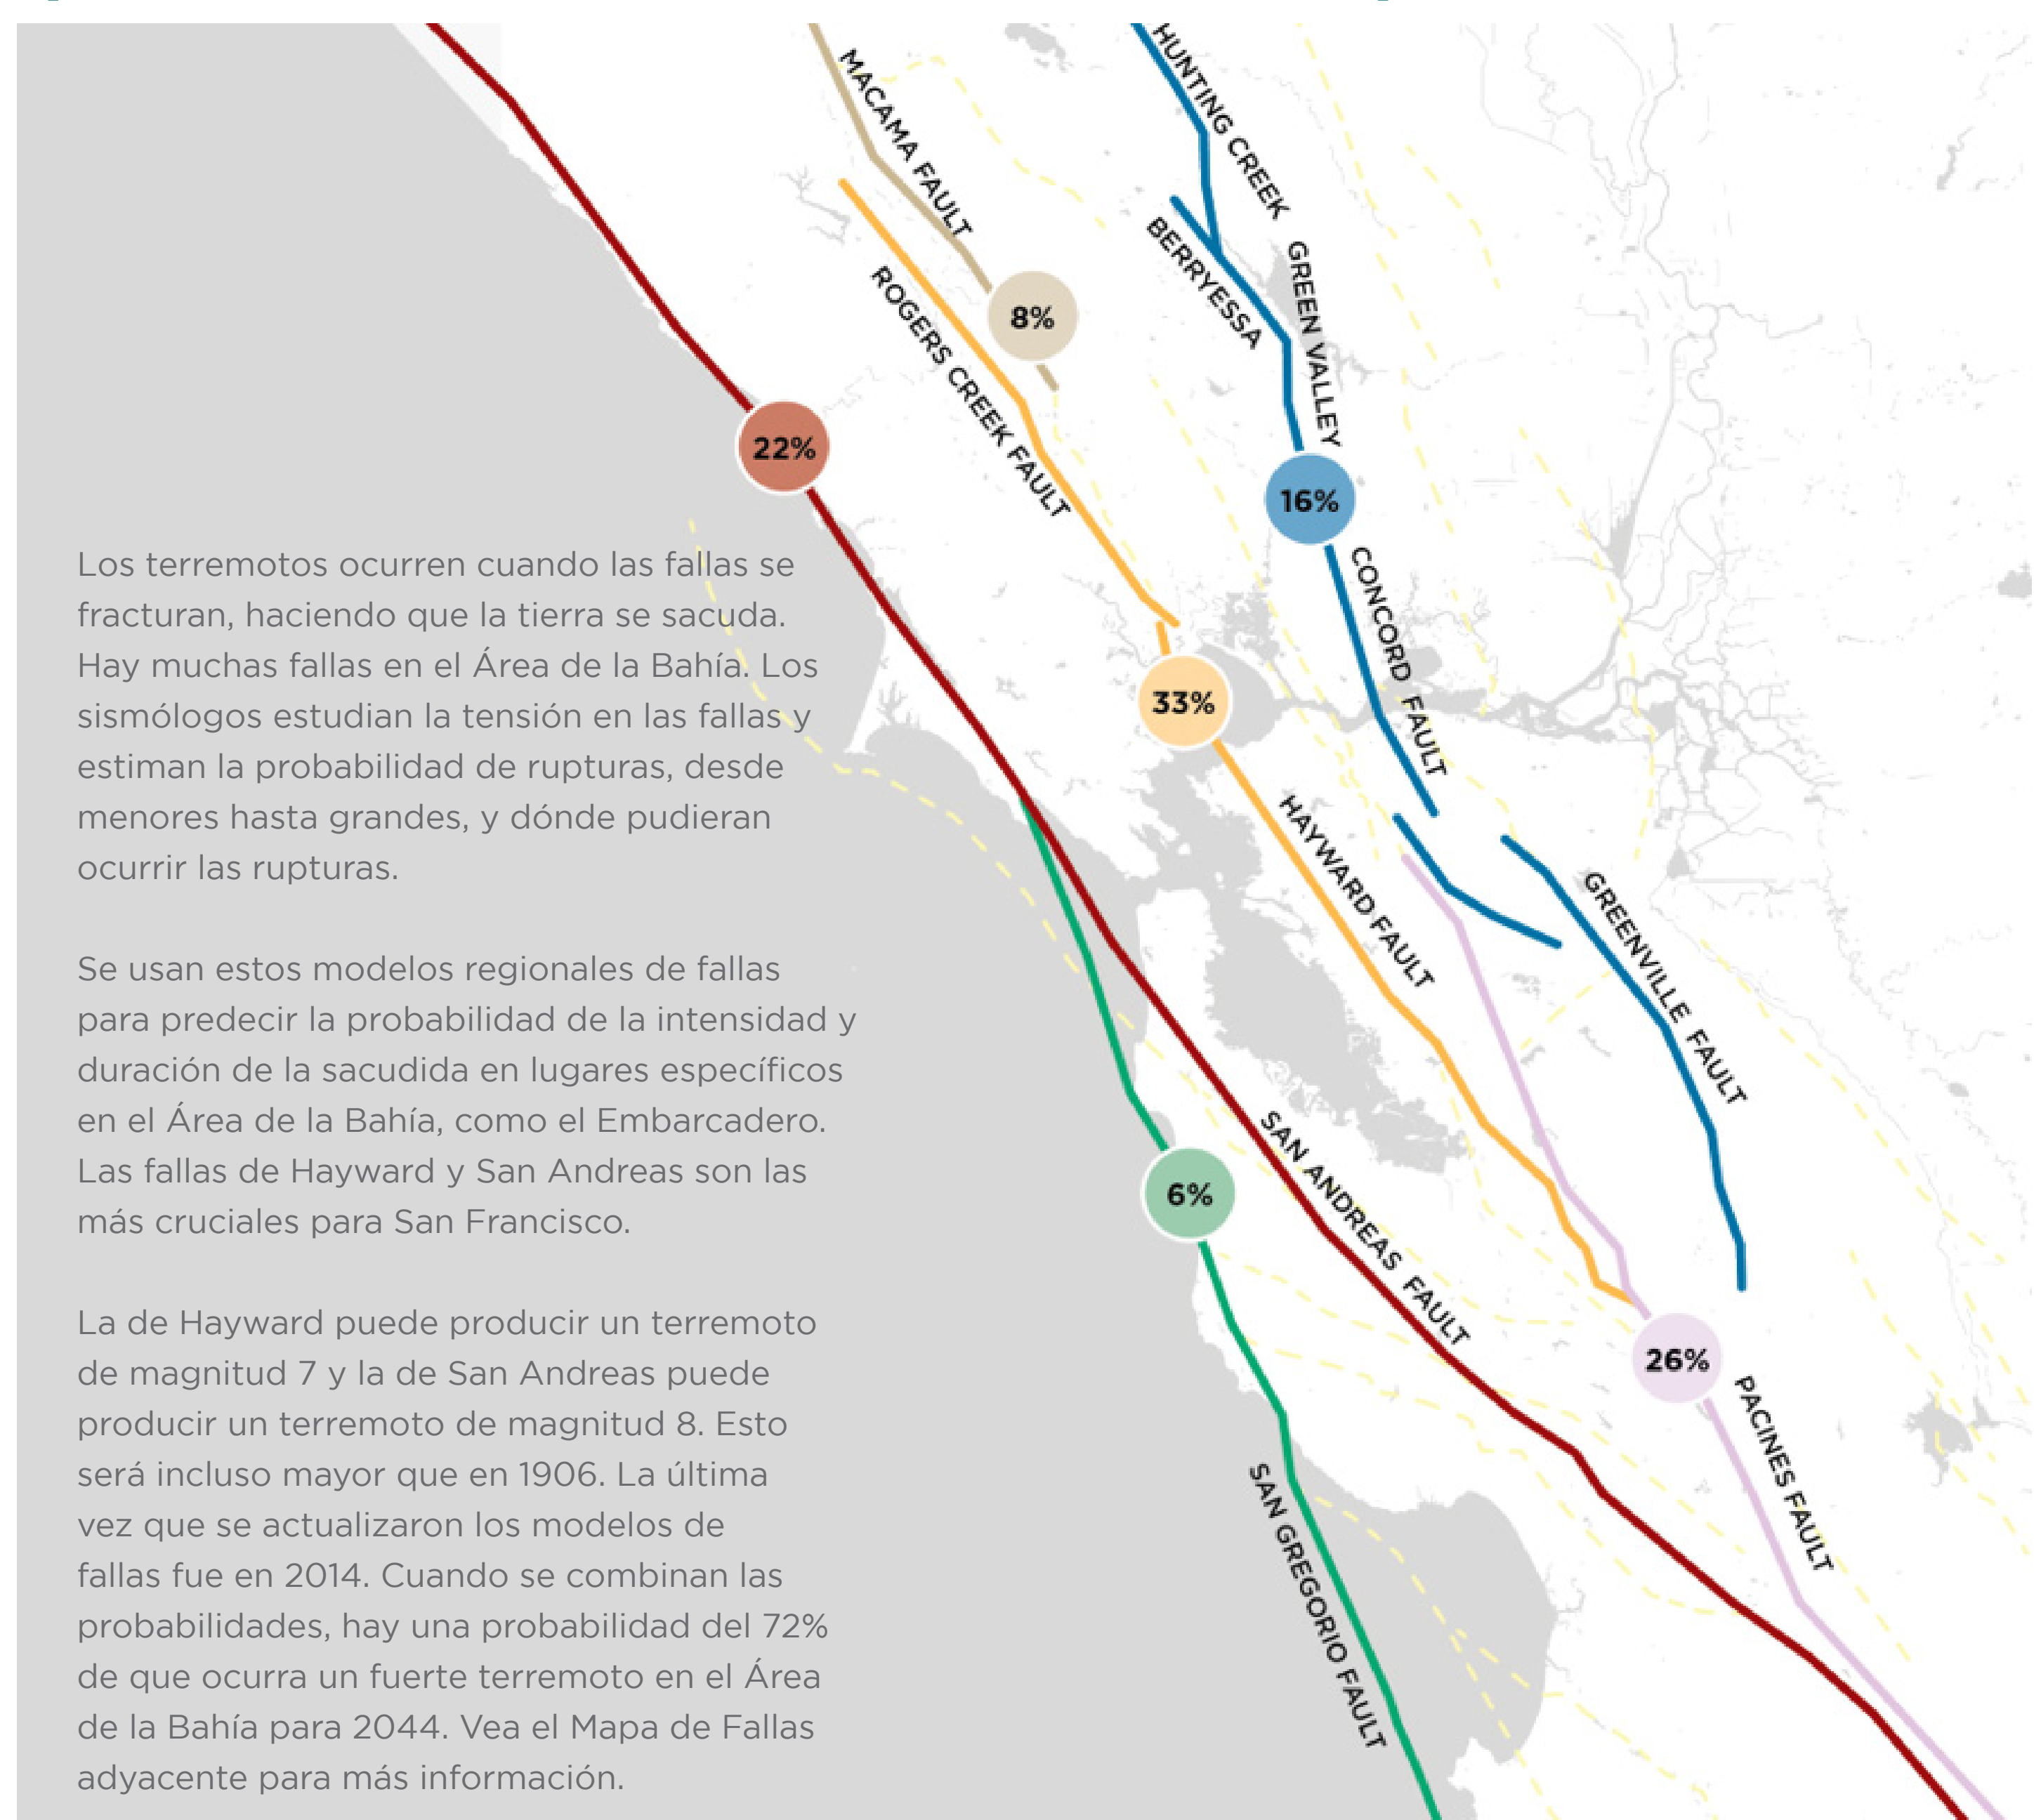 MACAMA FAULT
HUNTING CREEK
BERRYESSA
GREEN VALLEY
ROGERS CREEK FAULT
8%
22%
16%
CONCORD FAULT
33%
HAYWARD FAULT
GREENVILLE FAULT
6%
SAN ANDREAS FAULT
26%
PACINES FAULT
SAN GREGORIO FAULT
Los terremotos ocurren cuando las fallas se
fracturan, haciendo que la tierra se sacuda.
Hay muchas fallas en el Área de la Bahía. Los
sismólogos estudian la tensión en las fallas y
estiman la probabilidad de rupturas, desde
menores hasta grandes, y dónde pudieran
ocurrir las rupturas.
Se usan estos modelos regionales de fallas
para predecir la probabilidad de la intensidad y
duración de la sacudida en lugares específicos
en el Área de la Bahía, como el Embarcadero.
Las fallas de Hayward y San Andreas son las
más cruciales para San Francisco.
La de Hayward puede producir un terremoto
de magnitud 7 y la de San Andreas puede
producir un terremoto de magnitud 8. Esto
será incluso mayor que en 1906. La última
vez que se actualizaron los modelos de
fallas fue en 2014. Cuando se combinan las
probabilidades, hay una probabilidad del 72%
de que ocurra un fuerte terremoto en el Área
de la Bahía para 2044. Vea el Mapa de Fallas
adyacente para más información.